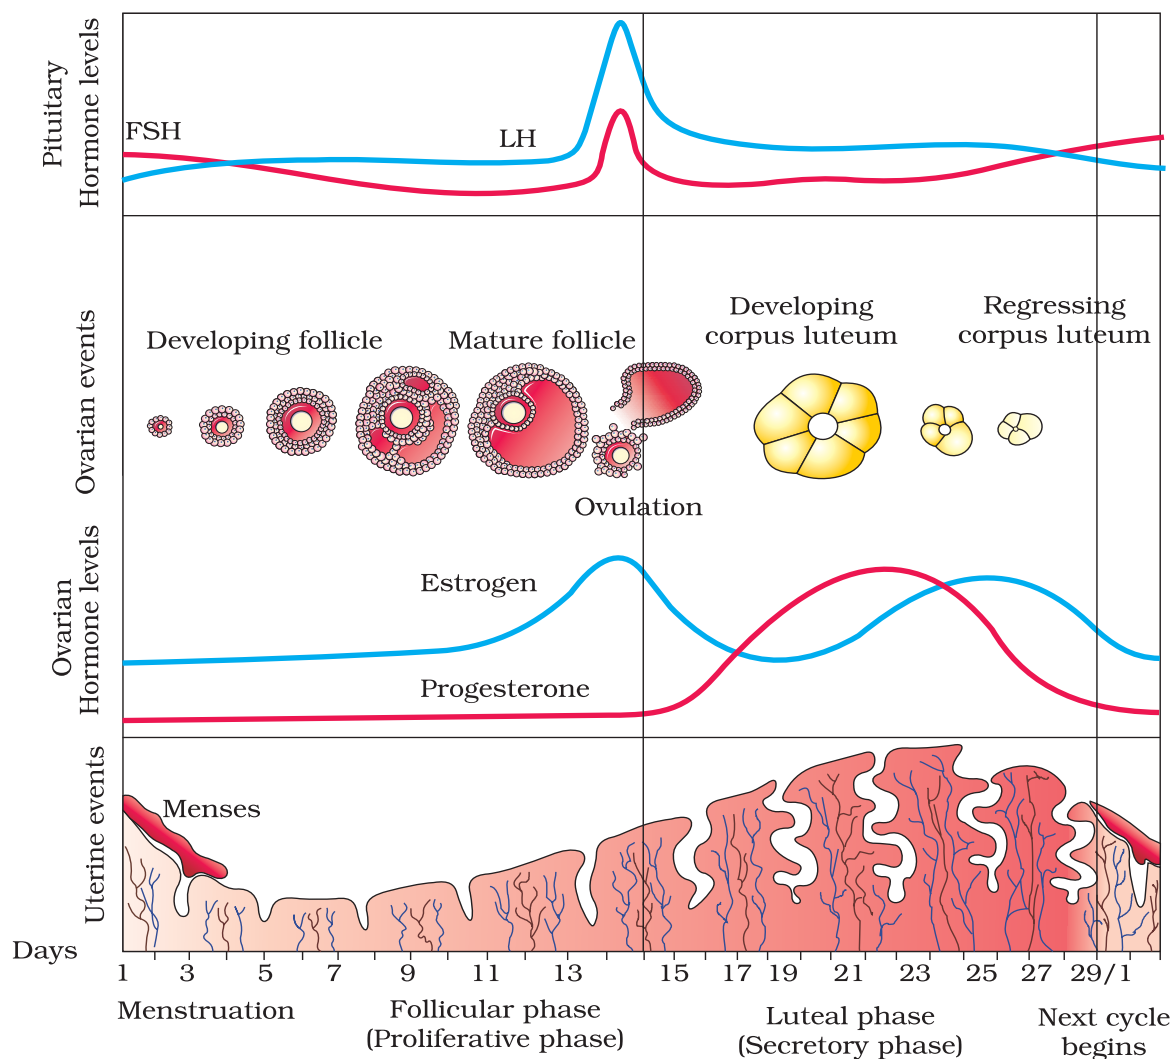 Pituitary
Hormone levels
FSH
LH
Ovarian events
Developing follicle
Mature follicle
Developing
corpus luteum
Regressing
corpus luteum
Ovulation
Ovarian
Hormone levels
Estrogen
Progesterone
Uterine events
Menses
Days
1 3 5 7 9 11 13 15 17 19 21 23 25 27 29/1
Menstruation
Follicular phase
(Proliferative phase)
Luteal phase
(Secretory phase)
Next cycle
begins